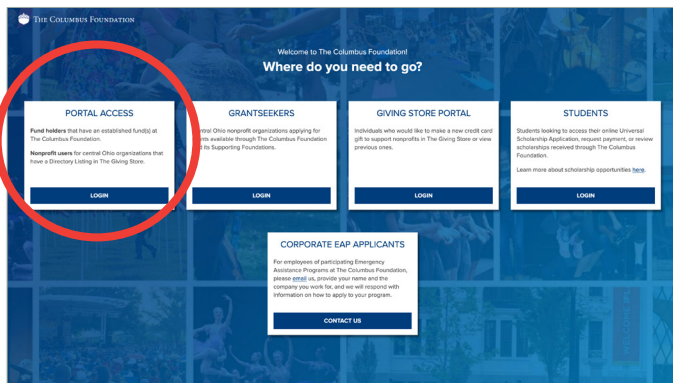 THE COLUMBUS FOUNDATION
Welcome to The Columbus Foundation!
Where do you need to go?
PORTAL ACCESS
Fund holders that have an established fund(s) at
The Columbus Foundation.
Nonprofit users for central Ohio organizations that
have a Directory Listing in The Giving Store.
LOGIN
GRANTSEEKERS
ntral Ohio nonprofit organizations applying for
nts available through The Columbus Foundation
d its Supporting Foundations.
LOGIN
GIVING STORE PORTAL
Individuals who would like to make a new credit card
gift to support nonprofits in The Giving Store or view
previous ones.
LOGIN
STUDENTS
Students looking to access their online Universal
Scholarship Application, request payment, or review
scholarships received through The Columbus
Foundation.
Learn more about scholarship opportunities here.
LOGIN
CORPORATE EAP APPLICANTS
For employees of participating Emergency
Assistance Programs at The Columbus Foundation,
please email us, provide your name and the
company you work for, and we will respond with
information on how to apply to your program.
CONTACT US